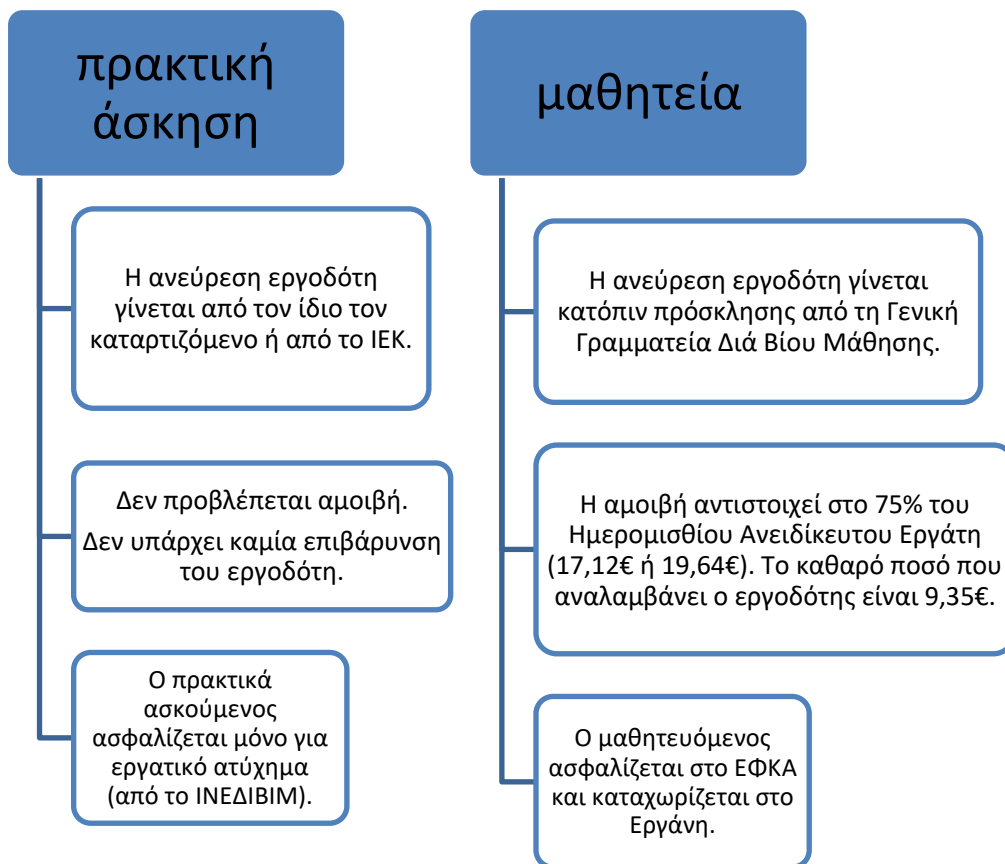 πρακτική
άσκηση
Η ανεύρεση εργοδότη
γίνεται από τον ίδιο τον
καταρτιζόμενο ή από το ΙΕΚ.
Δεν προβλέπεται αμοιβή.
Δεν υπάρχει καμία επιβάρυνση
του εργοδότη.
Ο πρακτικά
ασκούμενος
ασφαλίζεται μόνο για
εργατικό ατύχημα
(από το ΙΝΕΔΙΒΙΜ).
μαθητεία
Η ανεύρεση εργοδότη γίνεται
κατόπιν πρόσκλησης από τη Γενική
Γραμματεία Διά Βίου Μάθησης.
Η αμοιβή αντιστοιχεί στο 75% του
Ημερομισθίου Ανειδίκευτου Εργάτη
(17,12€ ή 19,64€). Το καθαρό ποσό που
αναλαμβάνει ο εργοδότης είναι 9,35€.
Ο μαθητευόμενος
ασφαλίζεται στο ΕΦΚΑ
και καταχωρίζεται στο
Εργάνη.